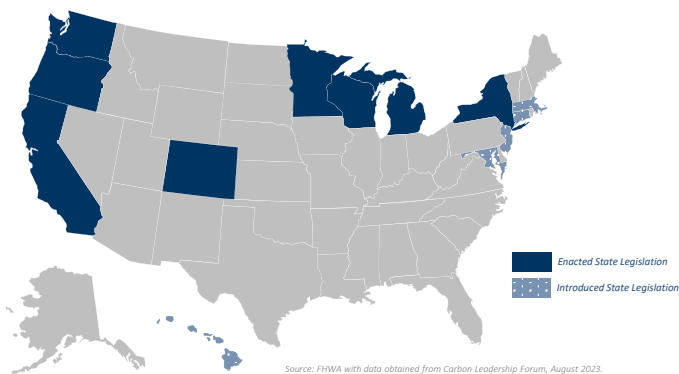 Enacted State Legislation
Introduced State Legislation
Source: FHWA with data obtained from Carbon Leadership Forum, August 2023.